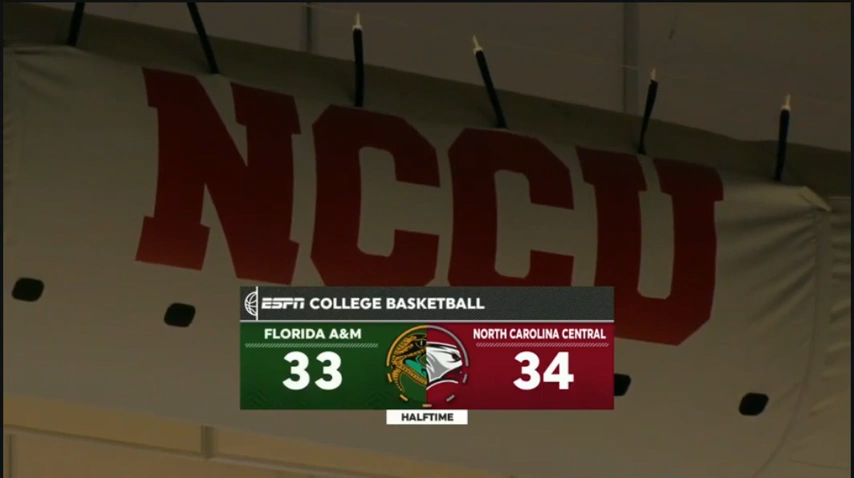 NCCU
ESPN COLLEGE BASKETBALL
FLORIDA A&M
33
NORTH CAROLINA CENTRAL
34
HALFTIME